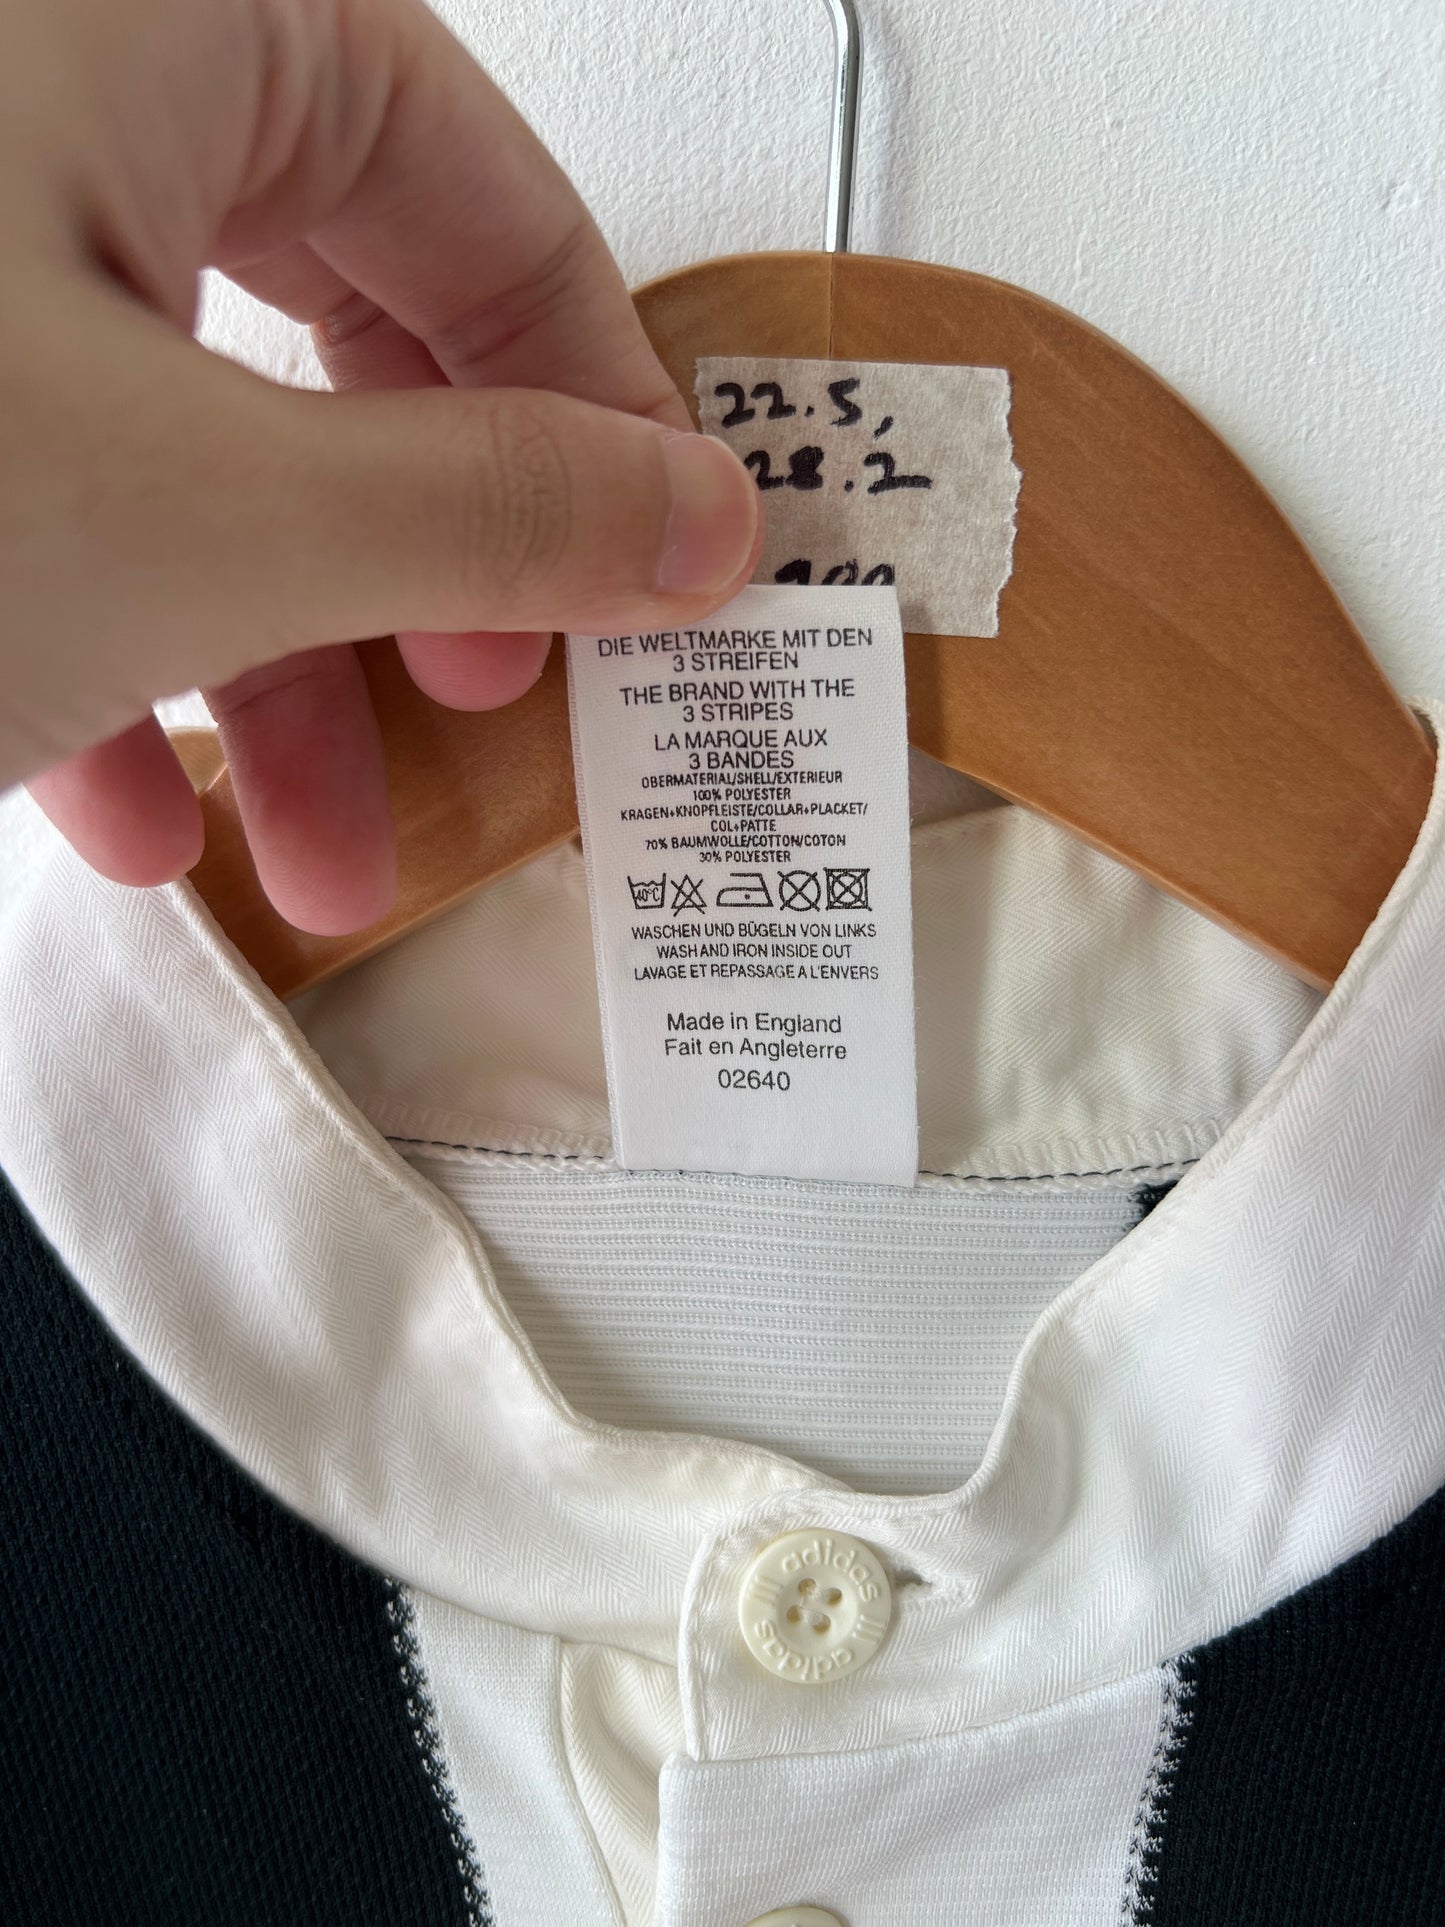 22.5,
28.2
DIE WELTMARKE MIT DEN
3 STREIFEN
THE BRAND WITH THE
3 STRIPES
LA MARQUE AUX
3 BANDES
OBERMATERIAL/SHELL/EXTERIEUR
100% POLYESTER
KRAGEN+KNOPFLEISTE/COLLAR+PLACKET/
COL+PATTE
70% BAUMWOLLE/COTTON/COTON
30% POLYESTER
40°C
WASCHEN UND BÜGELN VON LINKS
WASH AND IRON INSIDE OUT
LAVAGE ET REPASSAGE A L'ENVERS
Made in England
Fait en Angleterre
02640
adidas
adidas